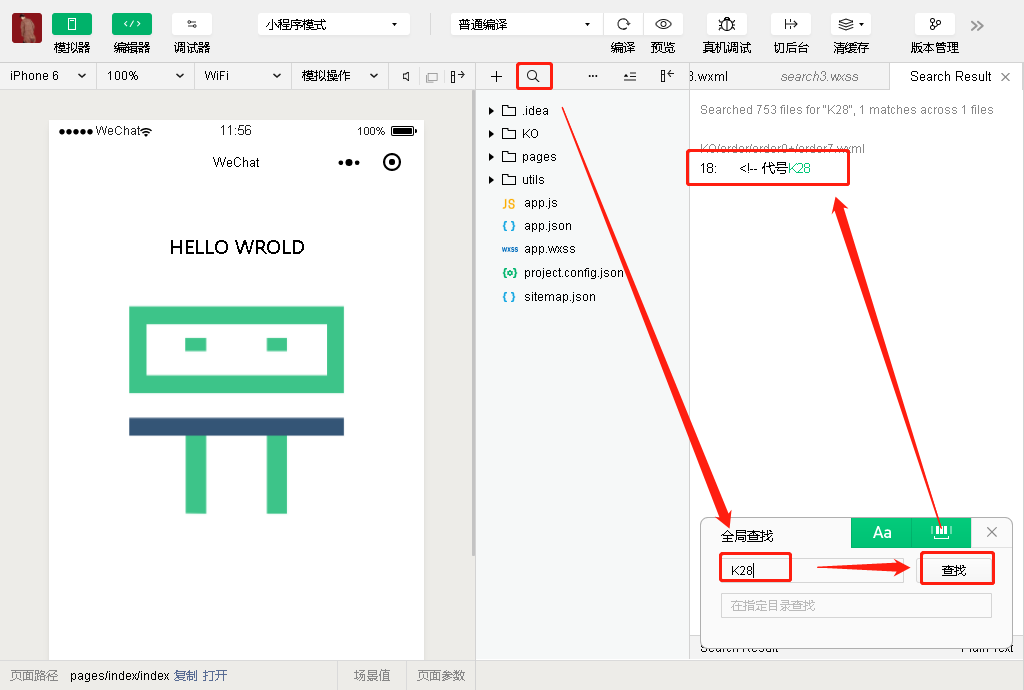 小程序模式
普通编译
模拟器 编辑器 调试器 编译 预览 真机调试 切后台 清缓存 版本管理
iPhone 6 100% WiFi 模拟操作
3.wxml search3.wxss Search Result
WeChat 11:56 100%
WeChat
HELLO WROLD
.idea
KO
pages
utils
JS app.js
{ } app.json
wxss app.wxss
{o} project.config.json
{ } sitemap.json
Searched 753 files for "K28", 1 matches across 1 files
KO/order/order0+/order7.wxml
18: <!-- 代号K28
全局查找 Aa
K28 查找
在指定目录查找
Search Result Plain Text
页面路径 pages/index/index 复制 打开 场景值 页面参数